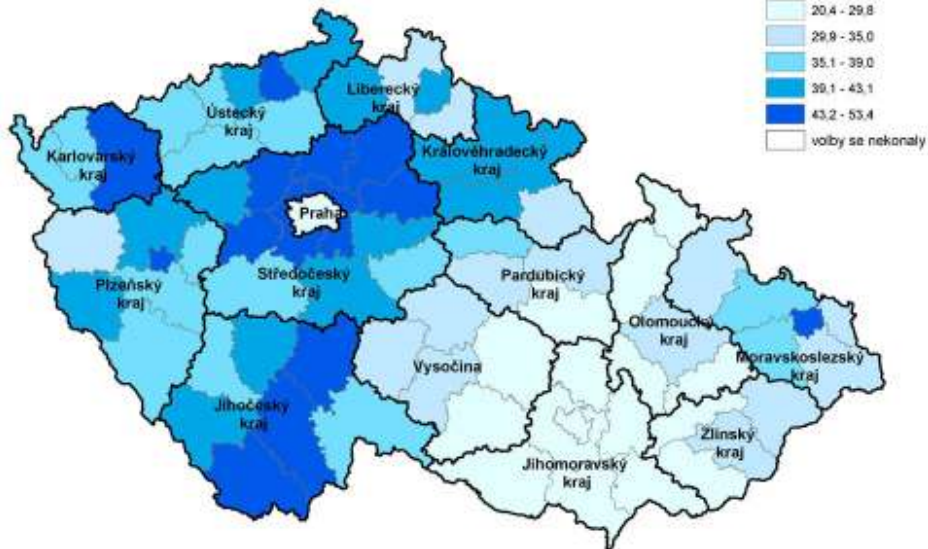 20,4 - 29,8
29,9 - 35,0
35,1 - 39,0
39,1 - 43,1
43,2 - 53,4
volby se nekonaly
Liberecký
kraj
Ústecký
kraj
Karlovarský
kraj
Královéhradecký
kraj
Praha
Středočeský
kraj
Pardubický
kraj
Plzeňský
kraj
Olomoucký
kraj
Moravskoslezský
kraj
Vysočina
Jihočeský
kraj
Zlínský
kraj
Jihomoravský
kraj